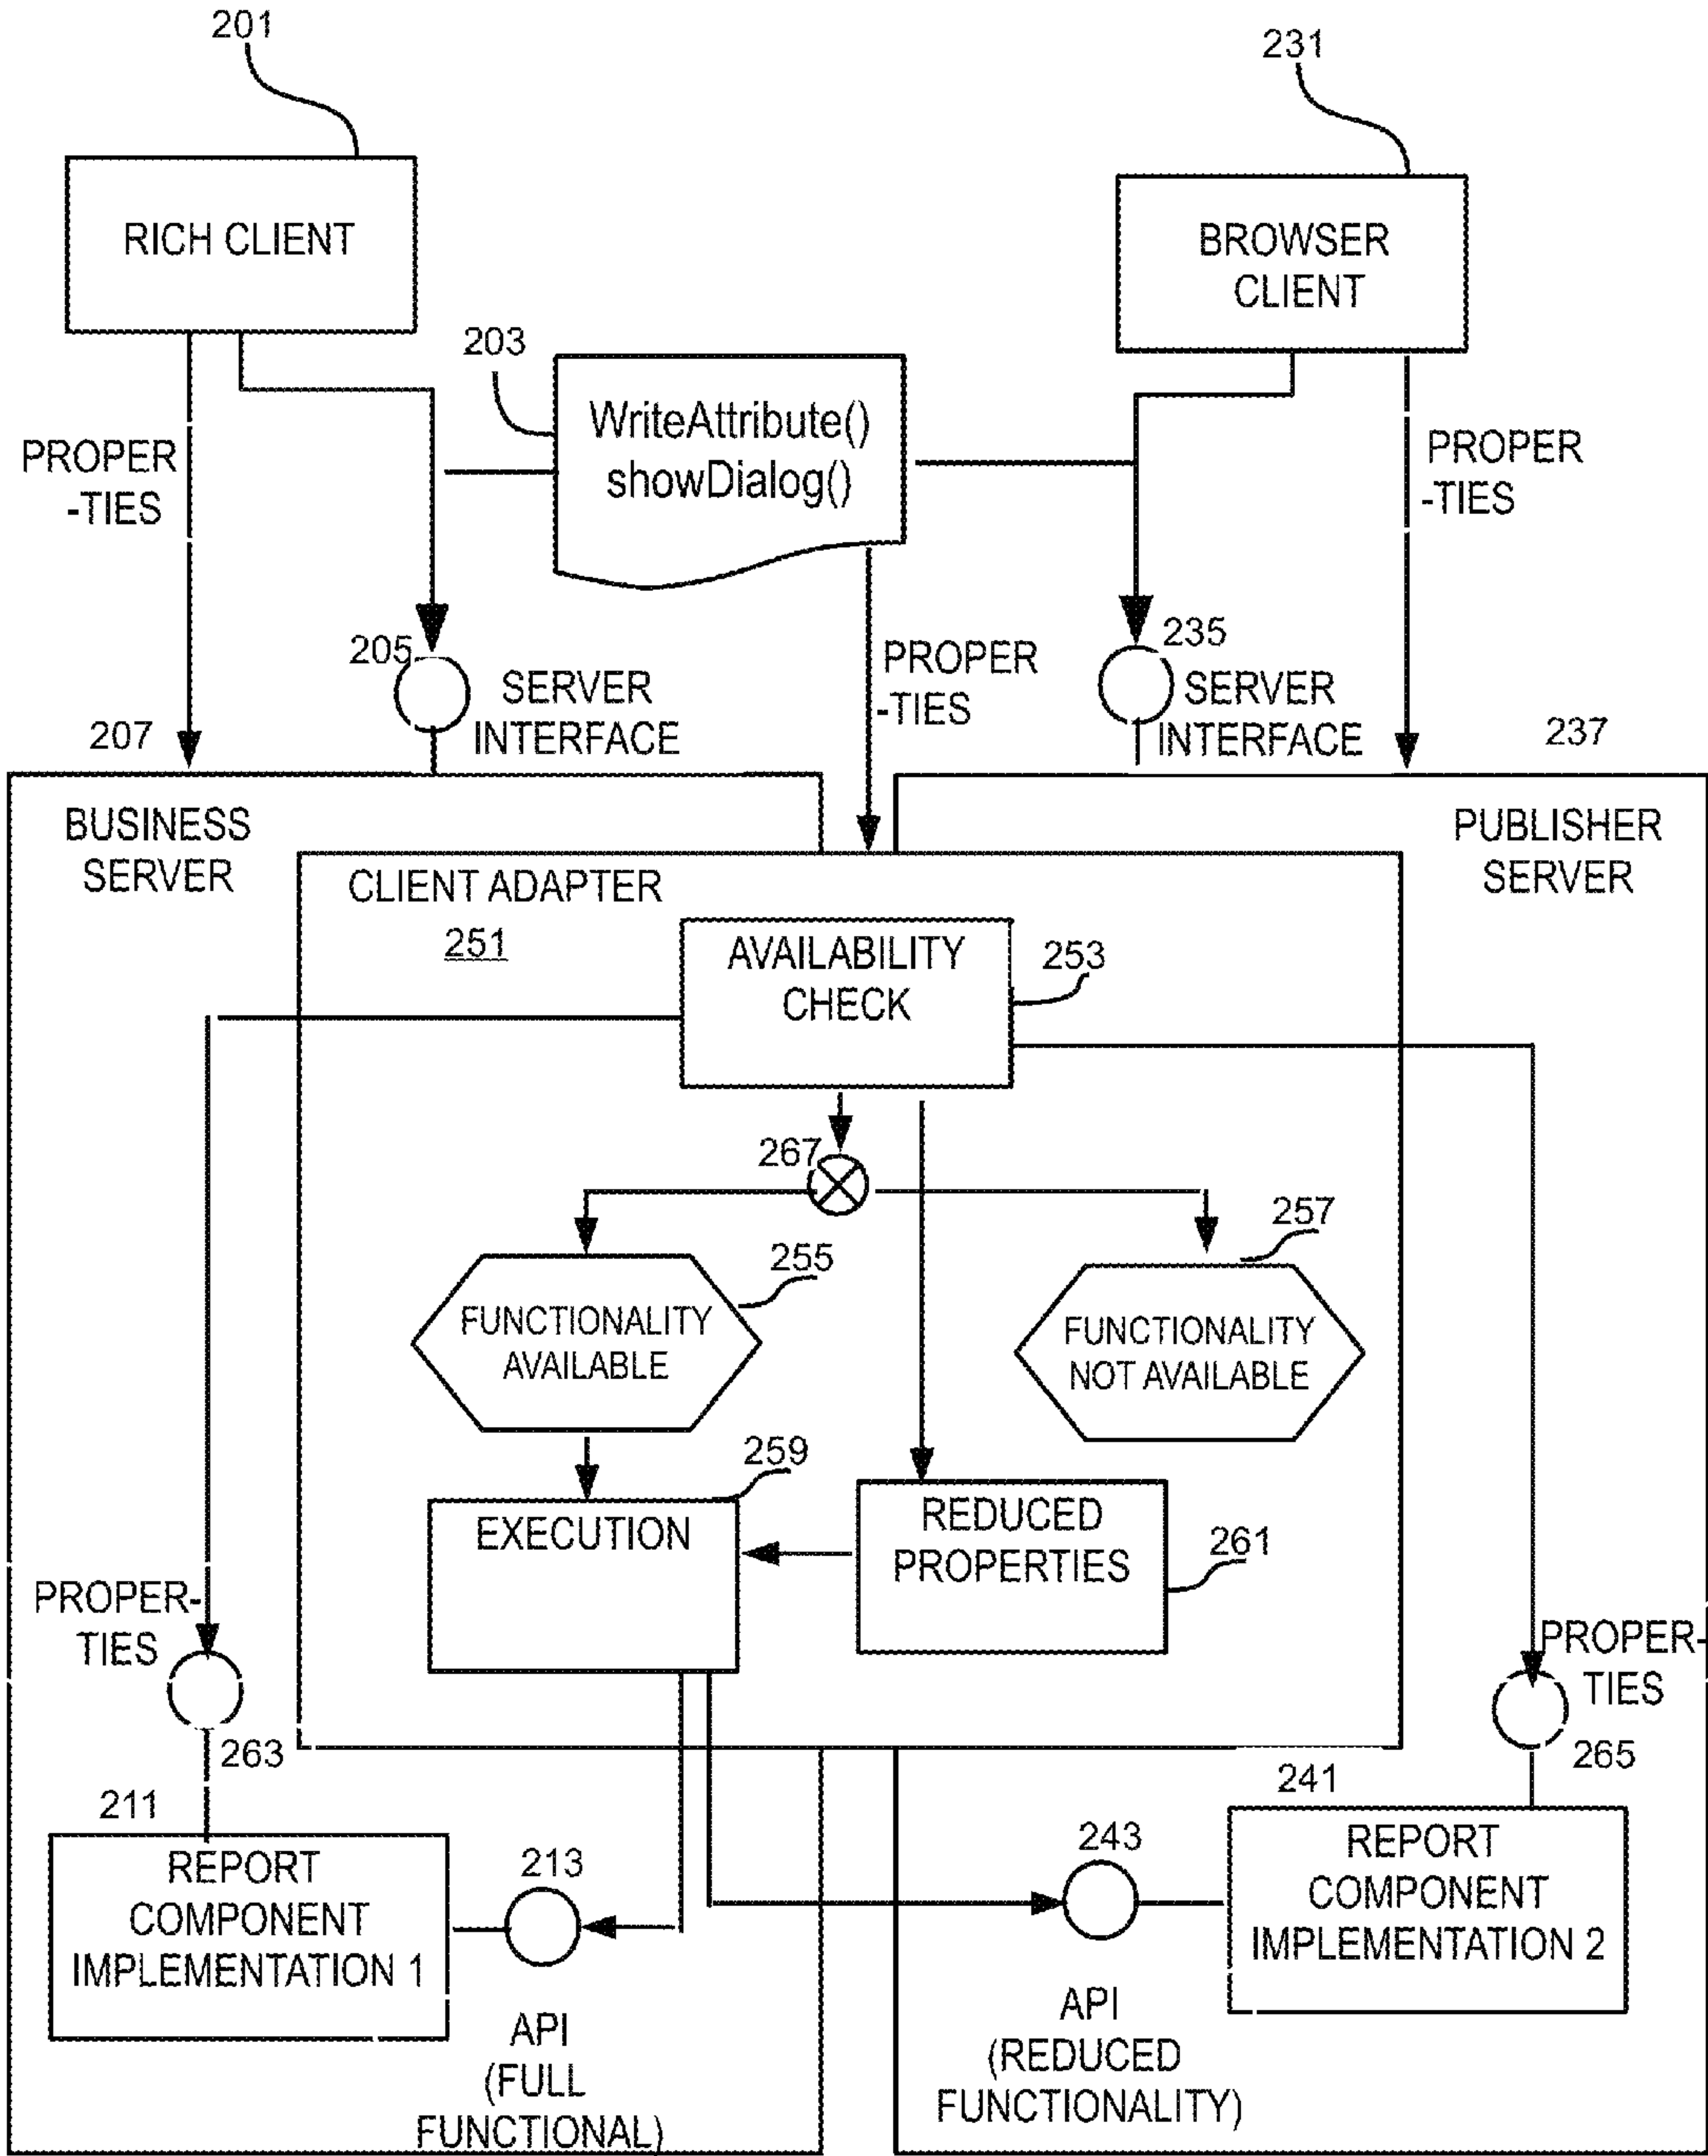 201
231
RICH CLIENT
BROWSER
CLIENT
203
WriteAttribute()
showDialog()
PROPER
-TIES
PROPER
-TIES
205
SERVER
INTERFACE
PROPER
-TIES
235
SERVER
INTERFACE
207
237
BUSINESS
SERVER
PUBLISHER
SERVER
CLIENT ADAPTER
251
AVAILABILITY
CHECK
253
267
255
257
FUNCTIONALITY
AVAILABLE
FUNCTIONALITY
NOT AVAILABLE
259
EXECUTION
REDUCED
PROPERTIES
261
PROPER-
TIES
PROPER-
TIES
263
265
211
241
REPORT
COMPONENT
IMPLEMENTATION 1
213
243
REPORT
COMPONENT
IMPLEMENTATION 2
API
(FULL
FUNCTIONAL)
API
(REDUCED
FUNCTIONALITY)